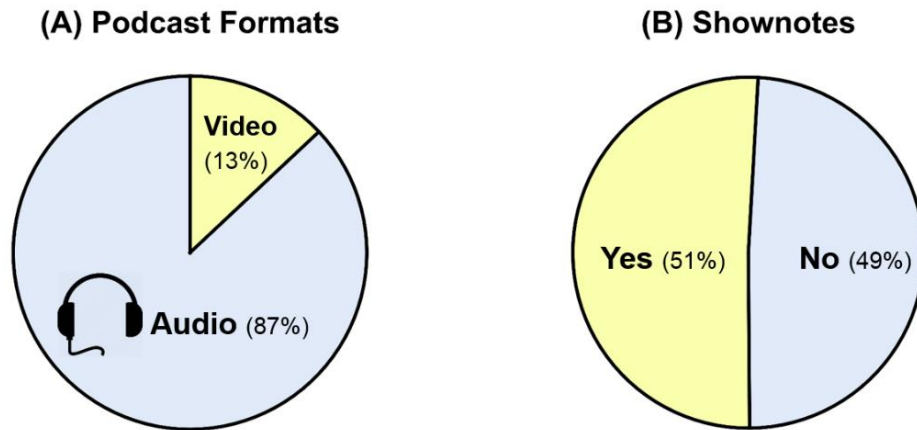 (A) Podcast Formats
Video
(13%)
Audio (87%)
(B) Shownotes
Yes (51%)
No (49%)